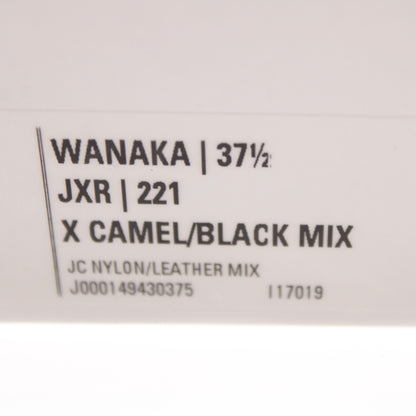 WANAKA | 37½
JXR | 221
X CAMEL/BLACK MIX
JC NYLON/LEATHER MIX
J000149430375 I17019